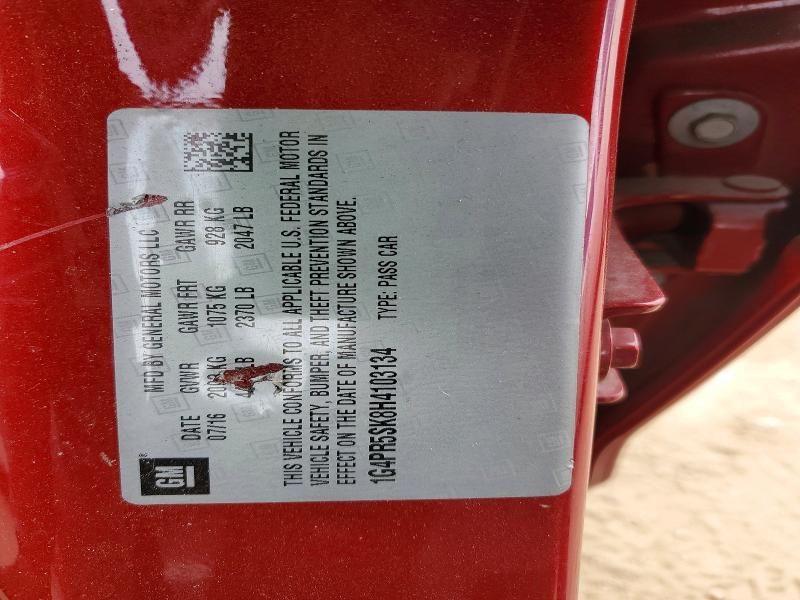 GM
®
MFD BY GENERAL MOTORS LLC
DATE GVWR GAWR FRT GAWR RR
07/16 KG 1075 KG 928 KG
LB 2370 LB 2047 LB
THIS VEHICLE CONFORMS TO ALL APPLICABLE U.S. FEDERAL MOTOR
VEHICLE SAFETY, BUMPER, AND THEFT PREVENTION STANDARDS IN
EFFECT ON THE DATE OF MANUFACTURE SHOWN ABOVE.
1G4PR5SK8H4103134 TYPE: PASS CAR